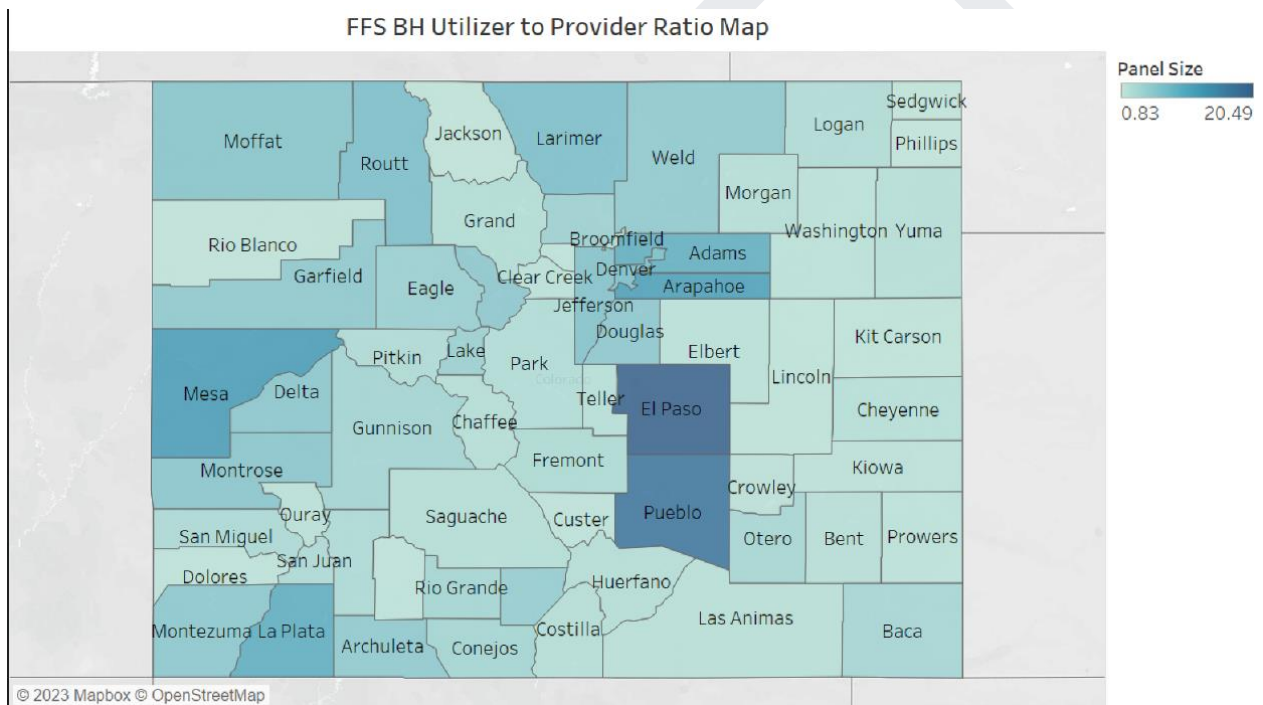 FFS BH Utilizer to Provider Ratio Map
Panel Size
0.83 20.49
Sedgwick
Jackson
Logan
Larimer
Moffat
Phillips
Weld
Routt
Morgan
Grand
Washington Yuma
Rio Blanco
Broomfield
Adams
Denver
Garfield
Clear Creek
Eagle
Arapahoe
Jefferson
Douglas
Kit Carson
Lake
Elbert
Pitkin
Park
Lincoln
Colorado
Mesa
Delta
Teller
El Paso
Cheyenne
Chaffee
Gunnison
Fremont
Kiowa
Montrose
Crowley
Pueblo
Ouray
Saguache
Custer
San Miguel
Otero
Bent
Prowers
San Juan
Dolores
Huerfano
Rio Grande
Las Animas
Costilla
Montezuma La Plata
Baca
Archuleta
Conejos
© 2023 Mapbox © OpenStreetMap